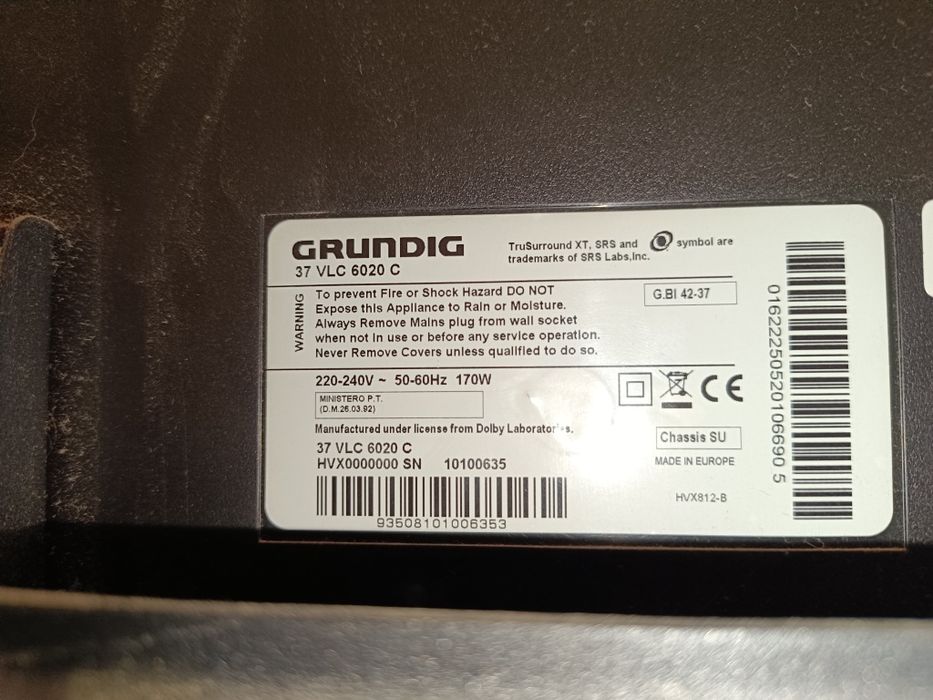 GRUNDIG
37 VLC 6020 C
TruSurround XT, SRS and symbol are
trademarks of SRS Labs,Inc.
WARNING
To prevent Fire or Shock Hazard DO NOT
Expose this Appliance to Rain or Moisture.
Always Remove Mains plug from wall socket
when not in use or before any service operation.
Never Remove Covers unless qualified to do so.
G.BI 42-37
220-240V ~ 50-60Hz 170W
MINISTERO P.T.
(D.M.26.03.92)
CE
Manufactured under license from Dolby Laboratories.
37 VLC 6020 C
HVX0000000 SN 10100635
93508101006353
Chassis SU
MADE IN EUROPE
HVX812-B
01622250520106690 5